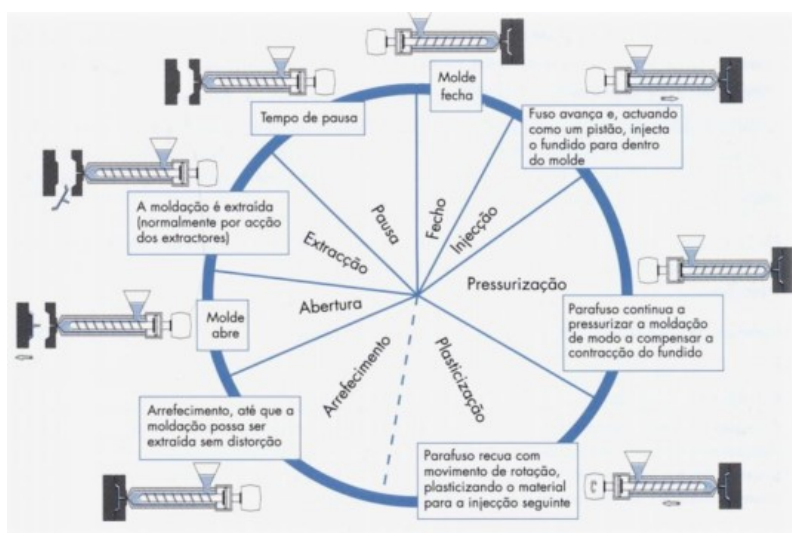 Molde
fecha
Fuso avança e, actuando
como um pistão, injecta
o fundido para dentro
do molde
Tempo de pausa
A moldação é extraída
(normalmente por acção
dos extractores)
Molde
abre
Arrefecimento, até que a
moldação possa ser
extraída sem distorção
Parafuso recua com
movimento de rotação,
plasticizando o material
para a injecção seguinte
Parafuso continua a
pressurizar a moldação
de modo a compensar a
contracção do fundido
Fecho
Injecção
Pressurização
Plasticização
Arrefecimento
Abertura
Extracção
Pausa